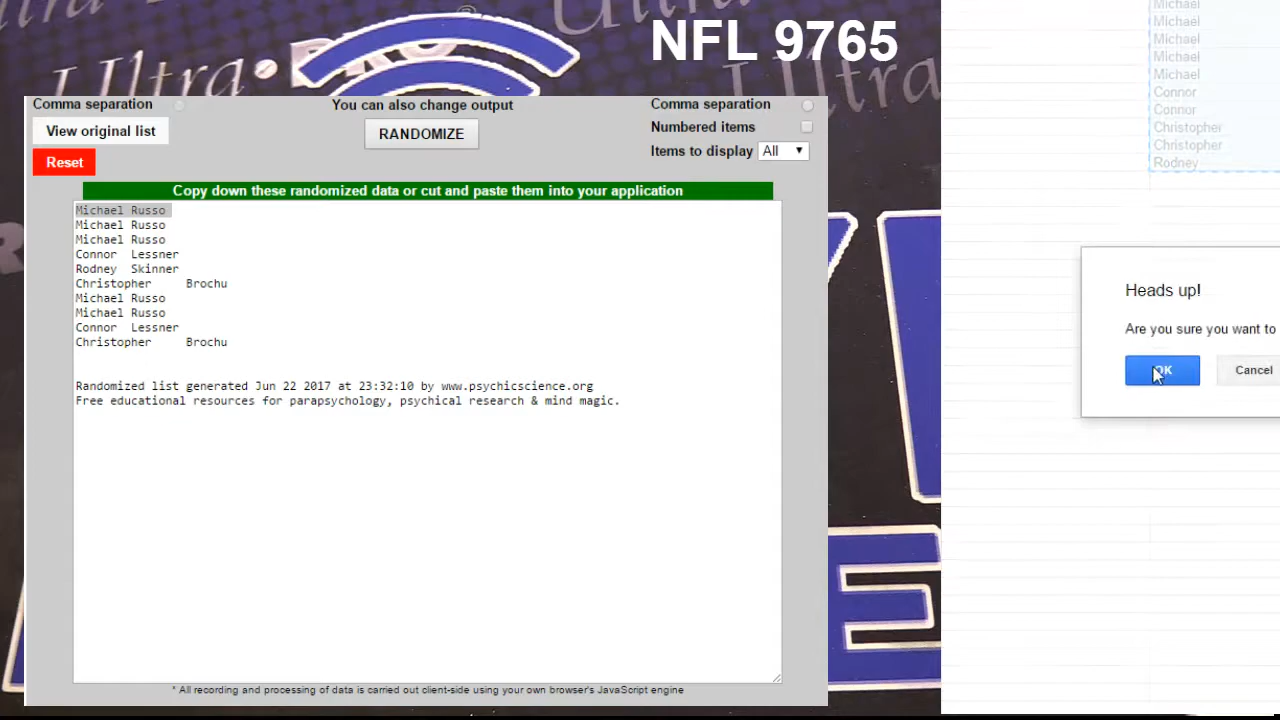 NFL 9765
Ultra
PRO
Ultra
Comma separation
You can also change output
Comma separation
View original list
RANDOMIZE
Numbered items
Reset
Items to display All
Copy down these randomized data or cut and paste them into your application
Michael Russo
Michael Russo
Michael Russo
Connor Lessner
Rodney Skinner
Christopher Brochu
Michael Russo
Michael Russo
Connor Lessner
Christopher Brochu
Randomized list generated Jun 22 2017 at 23:32:10 by www.psychicscience.org
Free educational resources for parapsychology, psychical research & mind magic.
* All recording and processing of data is carried out client-side using your own browser's JavaScript engine
Michael
Michael
Michael
Michael
Michael
Connor
Connor
Christopher
Christopher
Rodney
Heads up!
Are you sure you want to
OK
Cancel